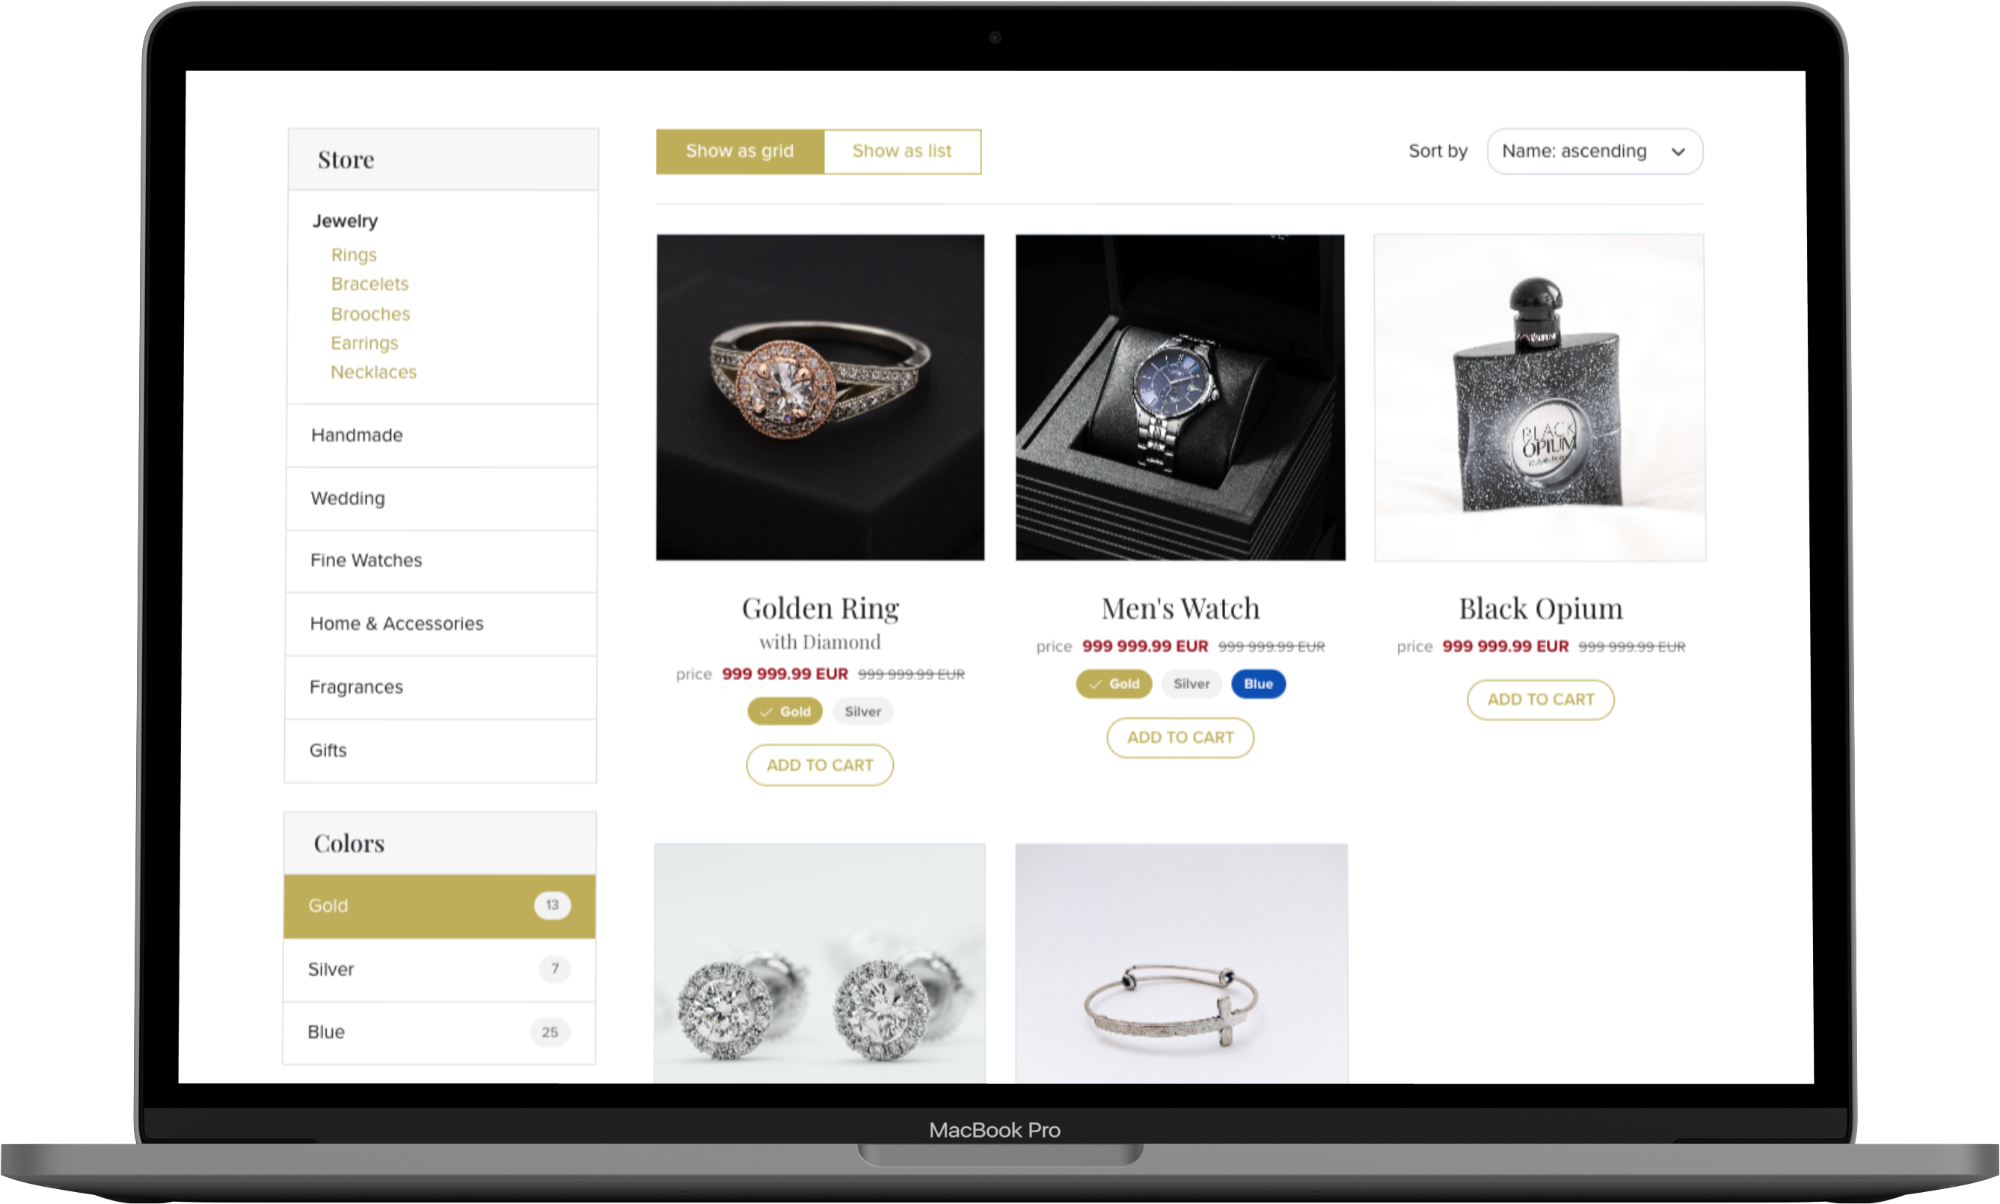 Store
Jewelry
Rings
Bracelets
Brooches
Earrings
Necklaces
Handmade
Wedding
Fine Watches
Home & Accessories
Fragrances
Gifts
Colors
Gold 13
Silver 7
Blue 25
Show as grid Show as list
Sort by Name: ascending
BLACK
OPIUM
Golden Ring
with Diamond
price 999 999.99 EUR 999 999.99 EUR
Gold Silver
ADD TO CART
Men's Watch
price 999 999.99 EUR 999 999.99 EUR
Gold Silver Blue
ADD TO CART
Black Opium
price 999 999.99 EUR 999 999.99 EUR
ADD TO CART
MacBook Pro